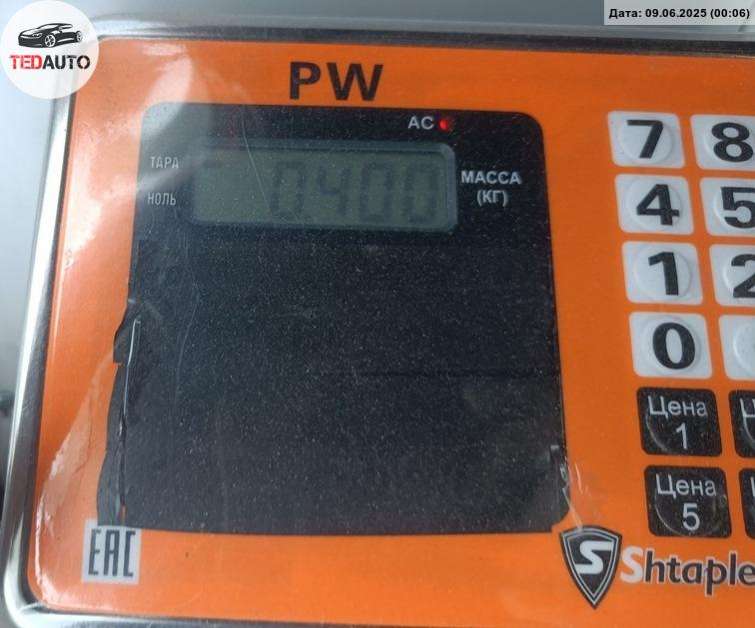 Дата: 09.06.2025 (00:06)
TEDAUTO
PW
AC
ТАРА
НОЛЬ
0400
МАССА
(КГ)
7 8
4 5
1 2
0
Цена
1
Цена
5
EAC
S Shtaple